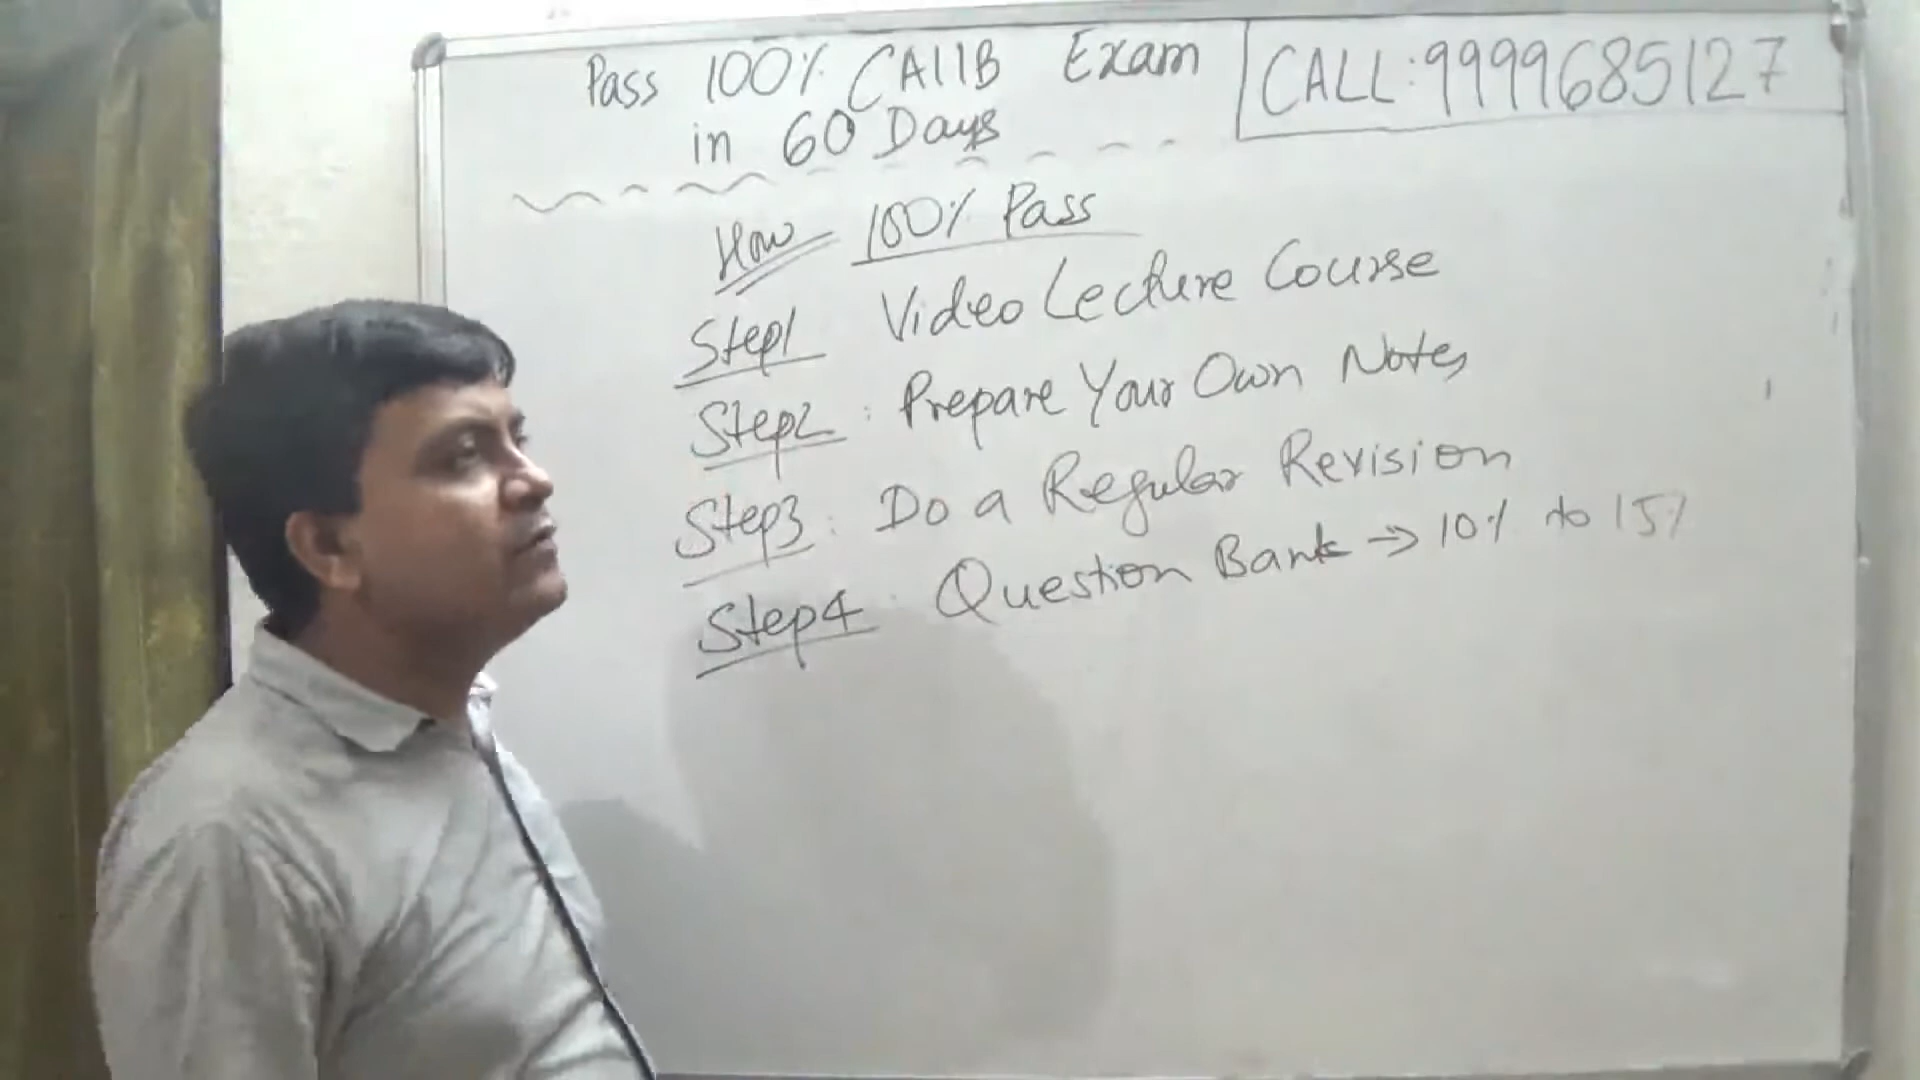 Pass 100% CAIIB Exam
in 60 Days
CALL:9999685127
How 100% Pass
Step1 Video Lecture Course
Step2: Prepare Your Own Notes
Step3: Do a Regular Revision
Step4: Question Bank → 10% to 15%